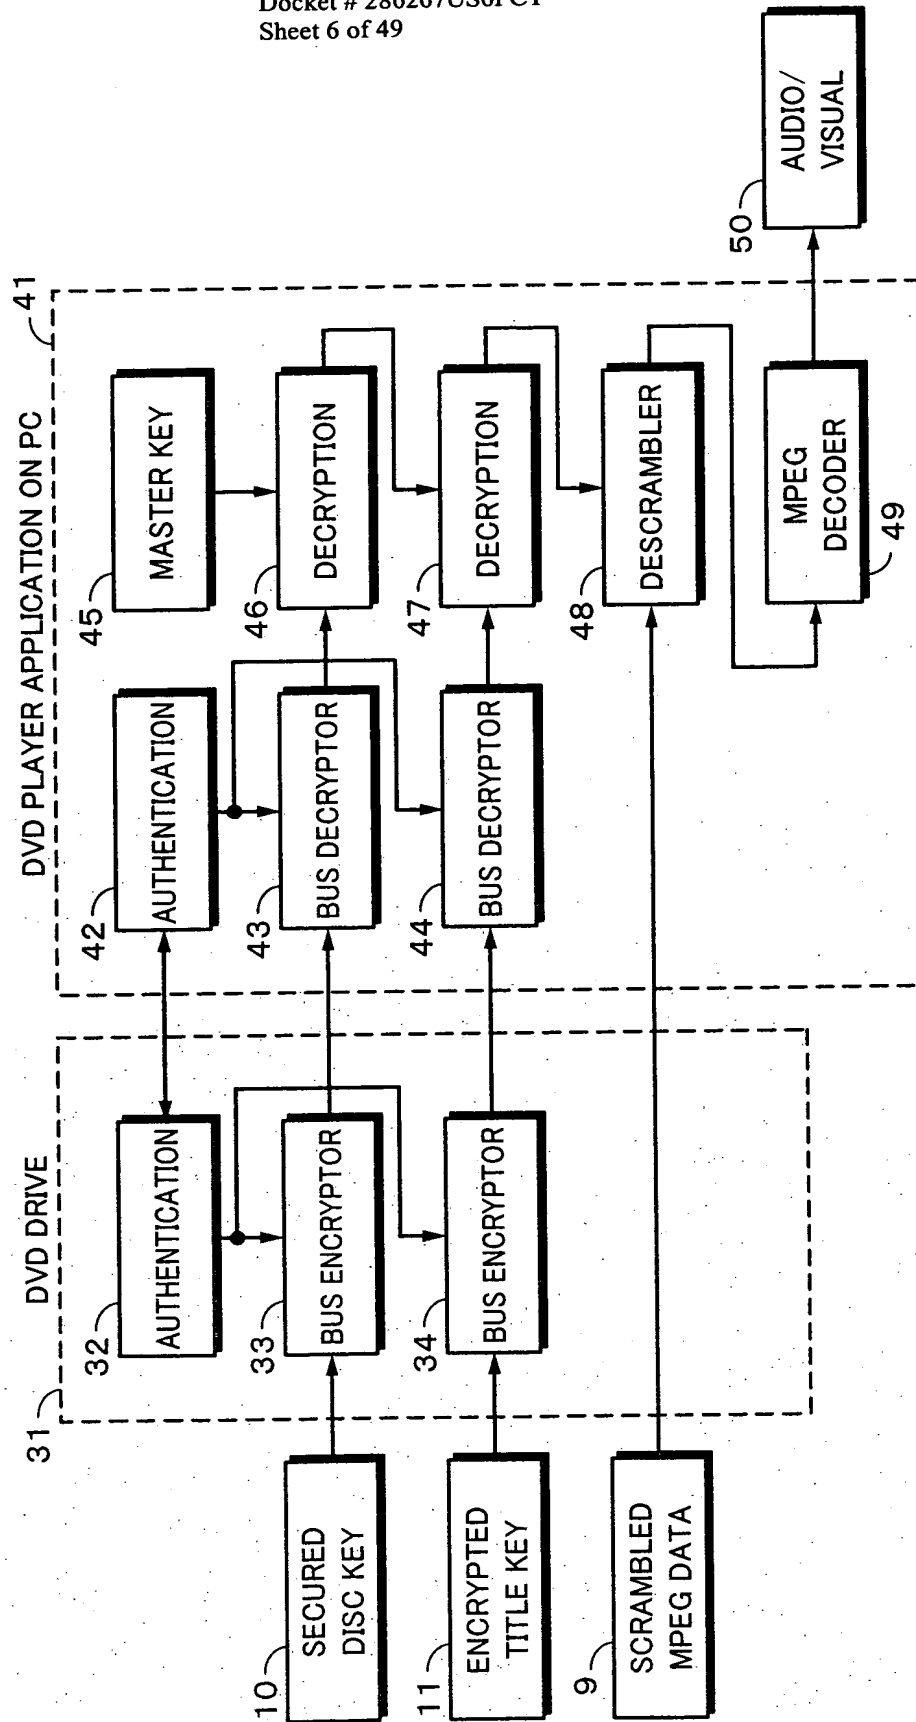 Docket # 286267US6PCT
Sheet 6 of 49
DVD DRIVE
31
DVD PLAYER APPLICATION ON PC
41
32
AUTHENTICATION
42
AUTHENTICATION
45
MASTER KEY
10
SECURED
DISC KEY
33
BUS ENCRYPTOR
43
BUS DECRYPTOR
46
DECRYPTION
11
ENCRYPTED
TITLE KEY
34
BUS ENCRYPTOR
44
BUS DECRYPTOR
47
DECRYPTION
9
SCRAMBLED
MPEG DATA
48
DESCRAMBLER
MPEG
DECODER
49
50
AUDIO/
VISUAL